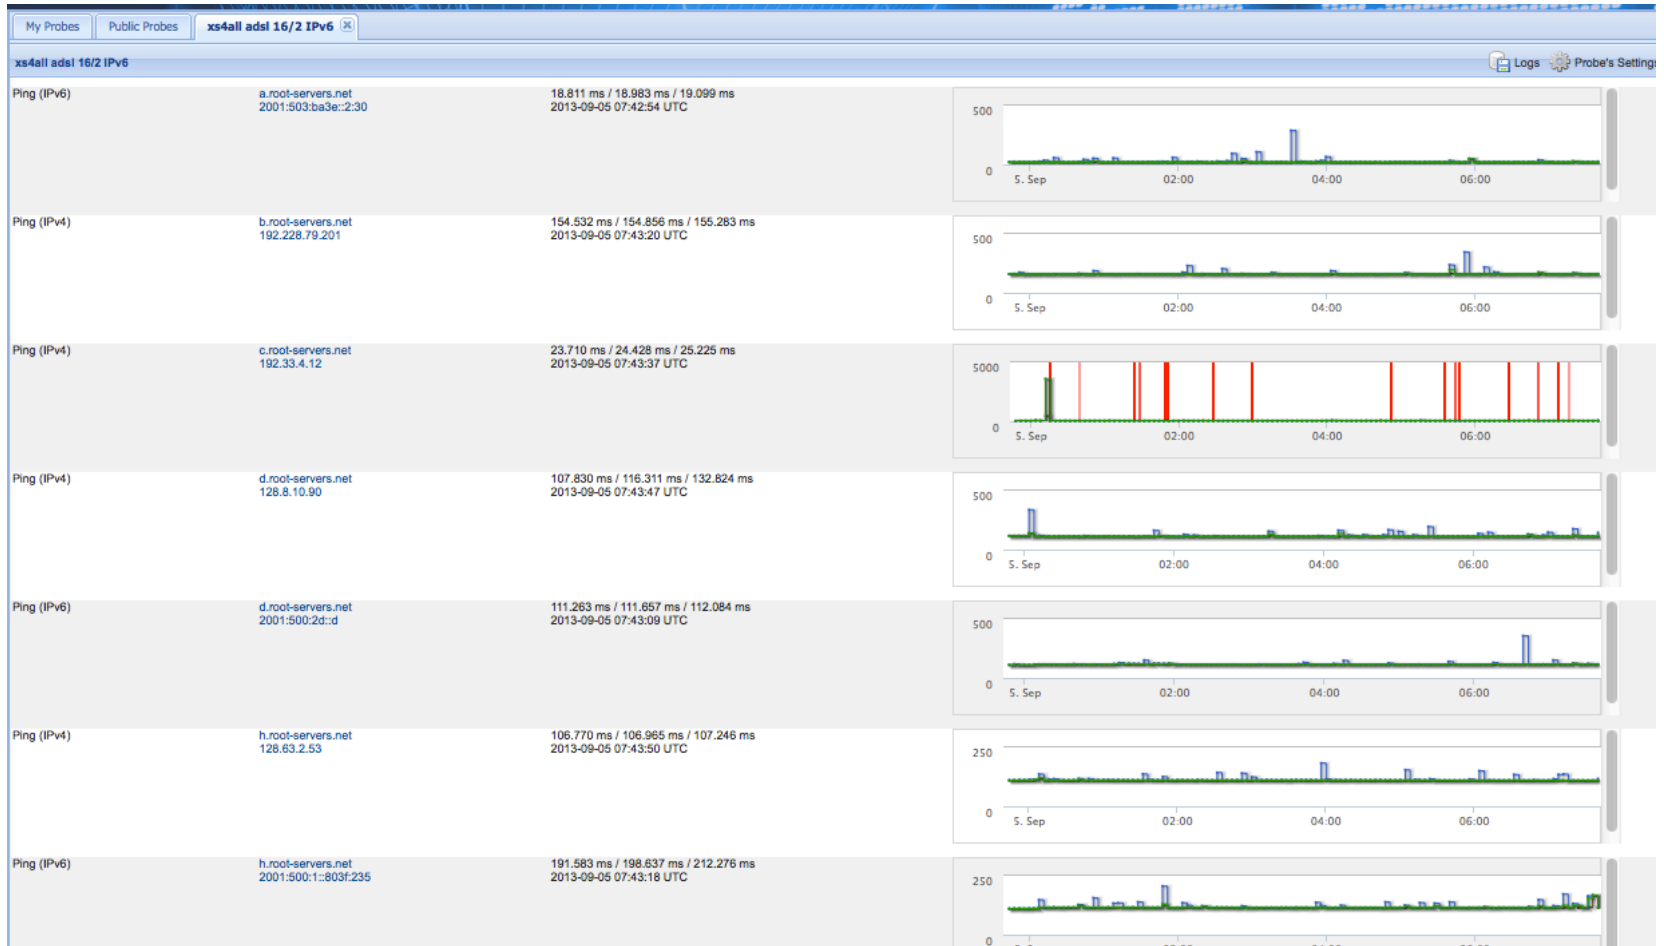 My Probes Public Probes xs4all adsl 16/2 IPv6
xs4all adsl 16/2 IPv6 Logs Probe's Settings
Ping (IPv6) a.root-servers.net 18.811 ms / 18.983 ms / 19.099 ms
2001:503:ba3e::2:30 2013-09-05 07:42:54 UTC
500
0
5. Sep 02:00 04:00 06:00
Ping (IPv4) b.root-servers.net 154.532 ms / 154.856 ms / 155.283 ms
192.228.79.201 2013-09-05 07:43:20 UTC
500
0
5. Sep 02:00 04:00 06:00
Ping (IPv4) c.root-servers.net 23.710 ms / 24.428 ms / 25.225 ms
192.33.4.12 2013-09-05 07:43:37 UTC
5000
0
5. Sep 02:00 04:00 06:00
Ping (IPv4) d.root-servers.net 107.830 ms / 116.311 ms / 132.824 ms
128.8.10.90 2013-09-05 07:43:47 UTC
500
0
5. Sep 02:00 04:00 06:00
Ping (IPv6) d.root-servers.net 111.263 ms / 111.657 ms / 112.084 ms
2001:500:2d::d 2013-09-05 07:43:09 UTC
500
0
5. Sep 02:00 04:00 06:00
Ping (IPv4) h.root-servers.net 106.770 ms / 106.965 ms / 107.246 ms
128.63.2.53 2013-09-05 07:43:50 UTC
250
0
5. Sep 02:00 04:00 06:00
Ping (IPv6) h.root-servers.net 191.583 ms / 198.637 ms / 212.276 ms
2001:500:1::803f:235 2013-09-05 07:43:18 UTC
250
0